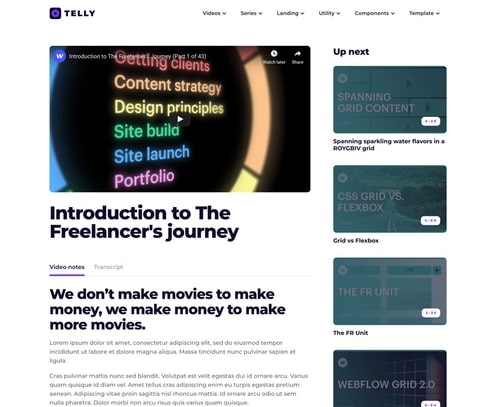 TELLY
Videos Series Landing Utility Components Template
W Introduction to The Freelancer's Journey (Part 1 of 43)
Watch later Share
Getting clients
Content strategy
Design principles
Site build
Site launch
Portfolio
Introduction to The
Freelancer's journey
Video notes Transcript
We don't make movies to make
money, we make money to make
more movies.
Lorem ipsum dolor sit amet, consectetur adipiscing elit, sed do eiusmod tempor
incididunt ut labore et dolore magna aliqua. Massa tincidunt nunc pulvinar sapien et
ligula.
Cras pulvinar mattis nunc sed blandit. Volutpat est velit egestas dui id ornare arcu. Varius
quam quisque id diam vel. Amet tellus cras adipiscing enim eu turpis egestas pretium
aenean. Adipiscing vitae proin sagittis nisl rhoncus mattis. Id ornare arcu odio ut sem
nulla pharetra. Dolor morbi non arcu risus quis varius quam quisque.
Up next
SPANNING
GRID CONTENT
Spanning sparkling water flavors in a
ROYGBIV grid
CSS GRID VS.
FLEXBOX
Grid vs Flexbox
THE FR UNIT
The FR Unit
WEBFLOW GRID 2.0